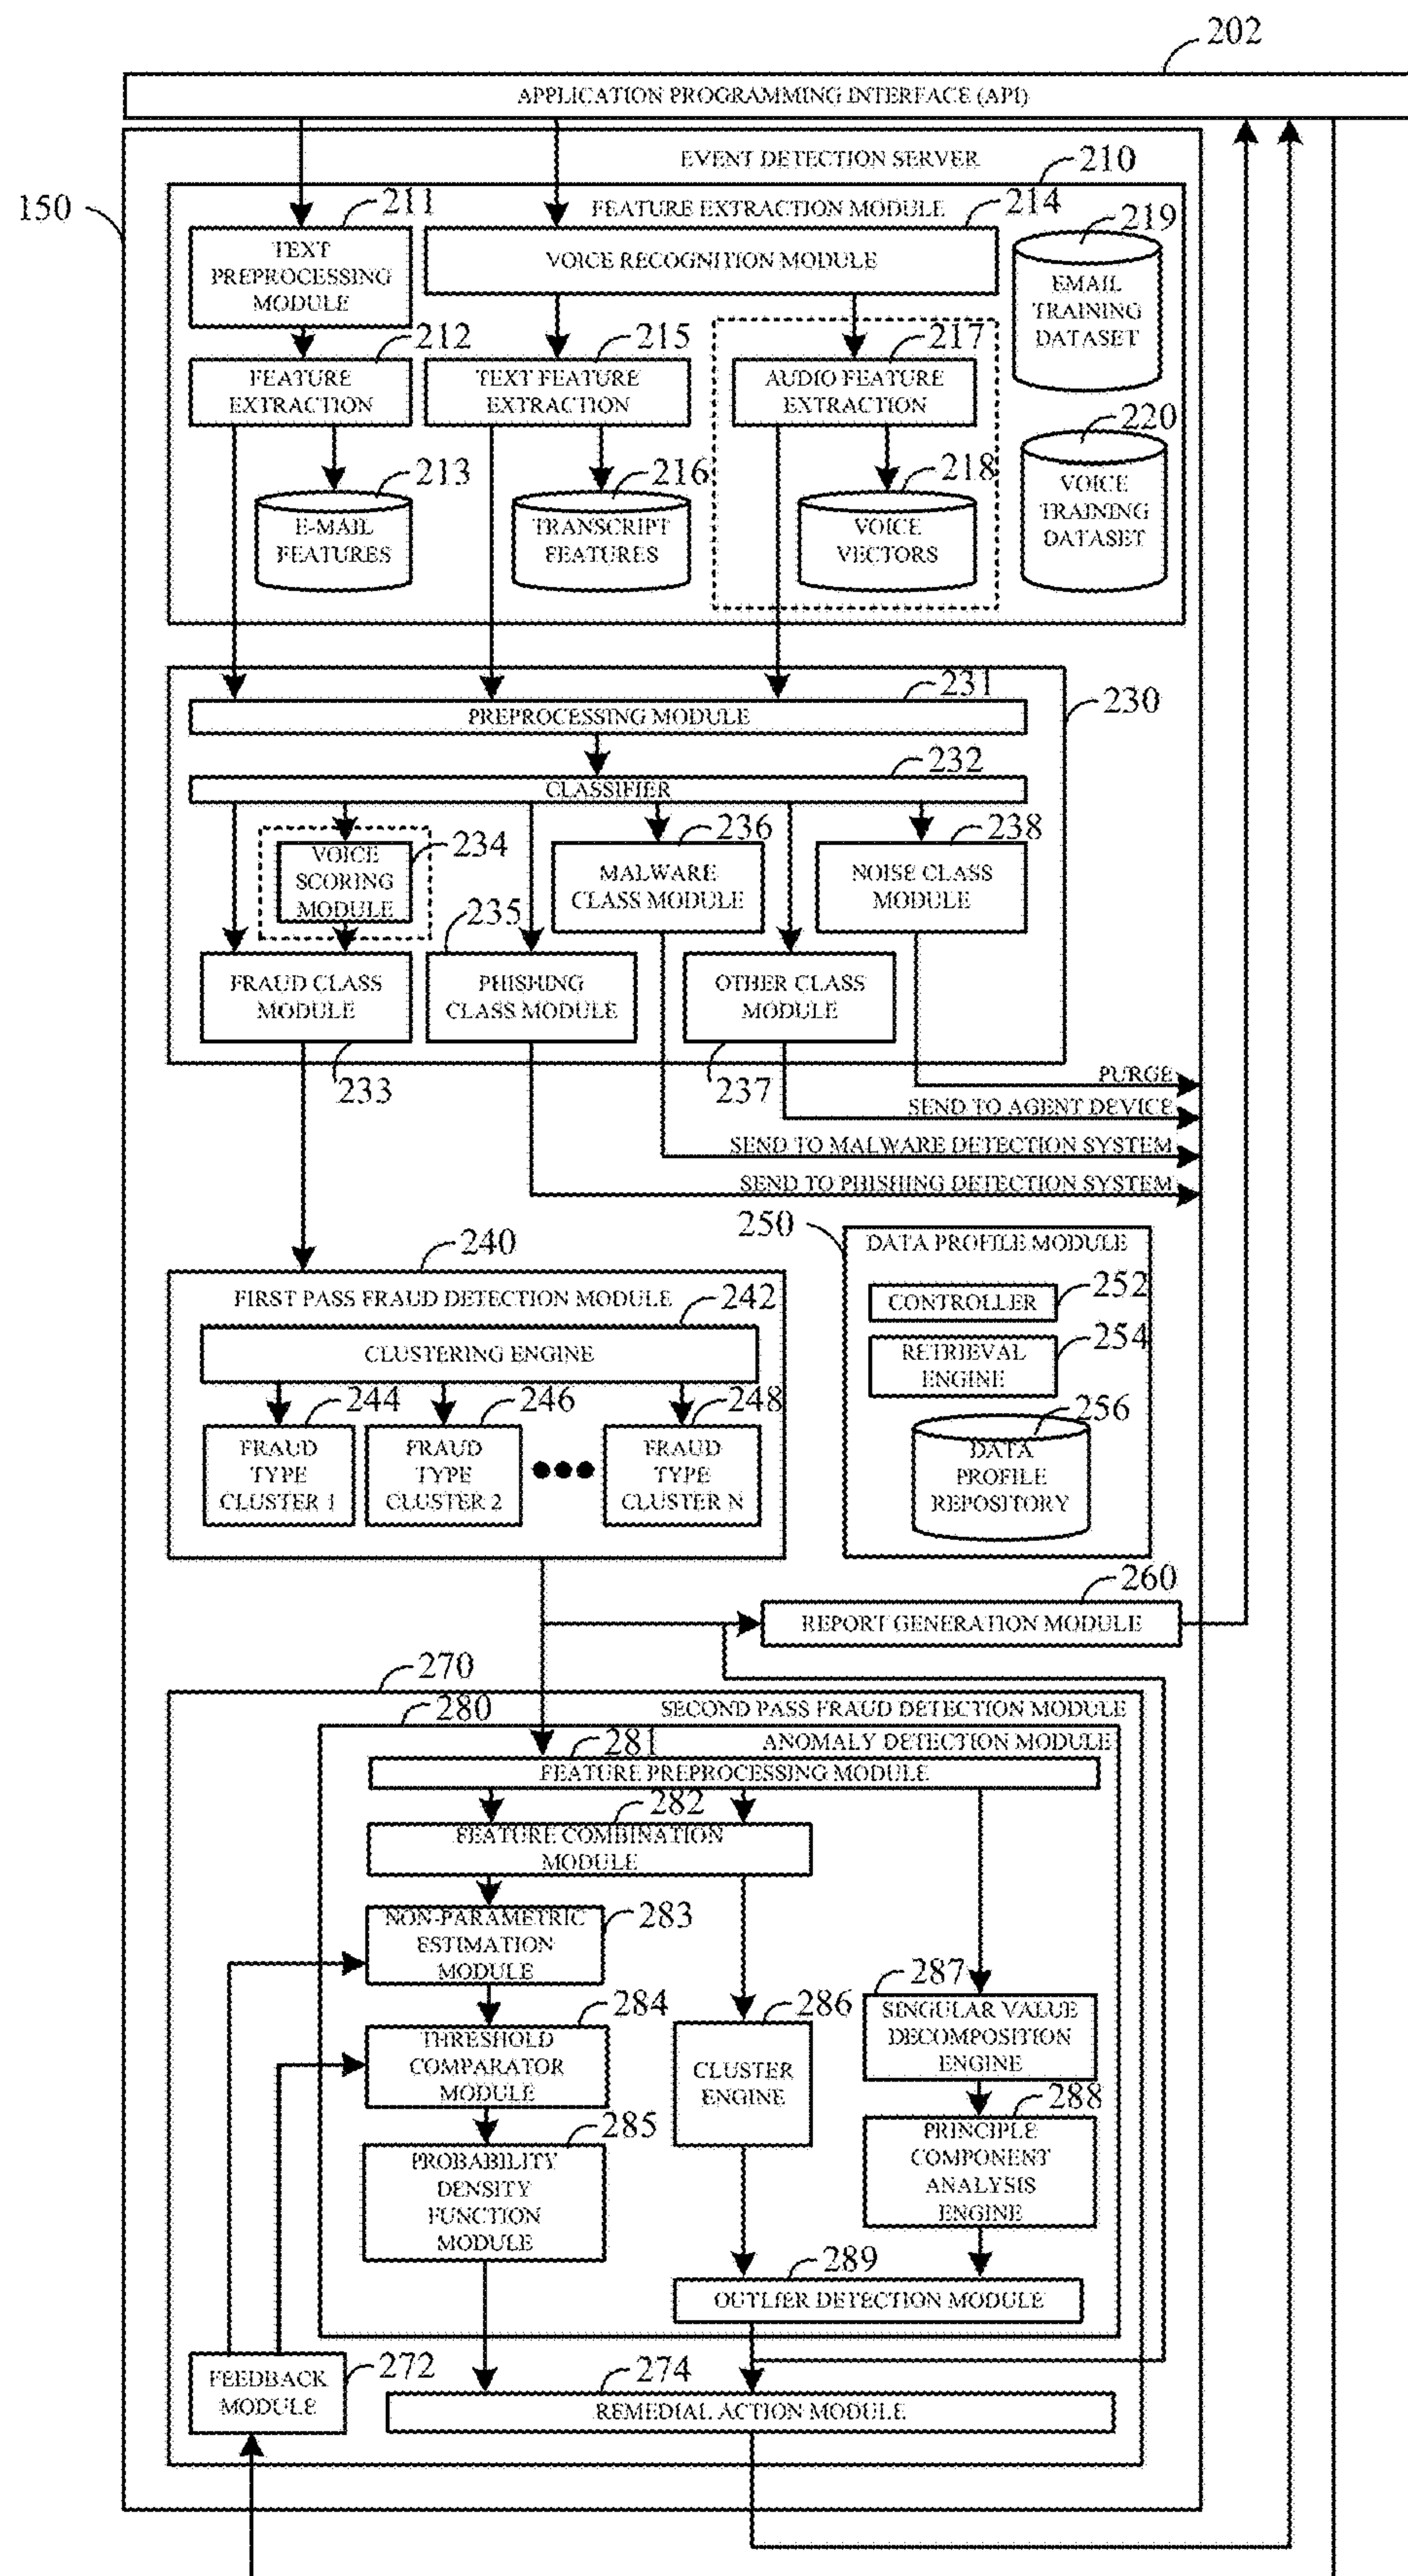 202
APPLICATION PROGRAMMING INTERFACE (API)
EVENT DETECTION SERVER
210
150
211
FEATURE EXTRACTION MODULE
214
219
TEXT
PREPROCESSING
MODULE
VOICE RECOGNITION MODULE
EMAIL
TRAINING
DATASET
212
215
217
FEATURE
EXTRACTION
TEXT FEATURE
EXTRACTION
AUDIO FEATURE
EXTRACTION
220
213
216
218
E-MAIL
FEATURES
TRANSCRIPT
FEATURES
VOICE
VECTORS
VOICE
TRAINING
DATASET
231
230
PREPROCESSING MODULE
232
CLASSIFIER
234
236
238
VOICE
SCORING
MODULE
MALWARE
CLASS MODULE
NOISE CLASS
MODULE
235
FRAUD CLASS
MODULE
PHISHING
CLASS MODULE
OTHER CLASS
MODULE
233
237
PURGE
SEND TO AGENT DEVICE
SEND TO MALWARE DETECTION SYSTEM
SEND TO PHISHING DETECTION SYSTEM
240
250
DATA PROFILE MODULE
FIRST PASS FRAUD DETECTION MODULE
242
CONTROLLER
252
CLUSTERING ENGINE
RETRIEVAL
ENGINE
254
244
246
248
256
FRAUD
TYPE
CLUSTER 1
FRAUD
TYPE
CLUSTER 2
FRAUD
TYPE
CLUSTER N
DATA
PROFILE
REPOSITORY
260
REPORT GENERATION MODULE
270
280
SECOND PASS FRAUD DETECTION MODULE
281
ANOMALY DETECTION MODULE
FEATURE PREPROCESSING MODULE
282
FEATURE COMBINATION
MODULE
NON-PARAMETRIC
ESTIMATION
MODULE
283
284
286
287
THRESHOLD
COMPARATOR
MODULE
CLUSTER
ENGINE
SINGULAR VALUE
DECOMPOSITION
ENGINE
285
288
PROBABILITY
DENSITY
FUNCTION
MODULE
PRINCIPLE
COMPONENT
ANALYSIS
ENGINE
289
OUTLIER DETECTION MODULE
FEEDBACK
MODULE
272
274
REMEDIAL ACTION MODULE